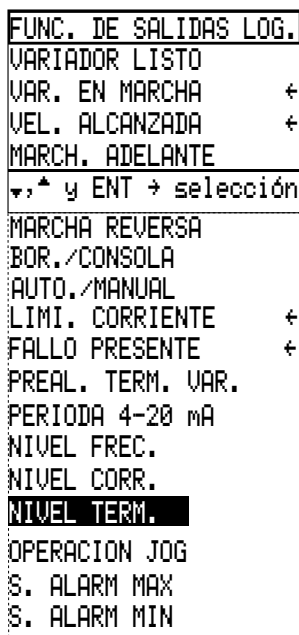 FUNC. DE SALIDAS LOG.
VARIADOR LISTO
VAR. EN MARCHA ←
VEL. ALCANZADA ←
MARCH. ADELANTE
▾,▴ y ENT → selección
MARCHA REVERSA
BOR./CONSOLA
AUTO./MANUAL
LIMI. CORRIENTE ←
FALLO PRESENTE ←
PREAL. TERM. VAR.
PERIODA 4-20 mA
NIVEL FREC.
NIVEL CORR.
NIVEL TERM.
OPERACION JOG
S. ALARM MAX
S. ALARM MIN